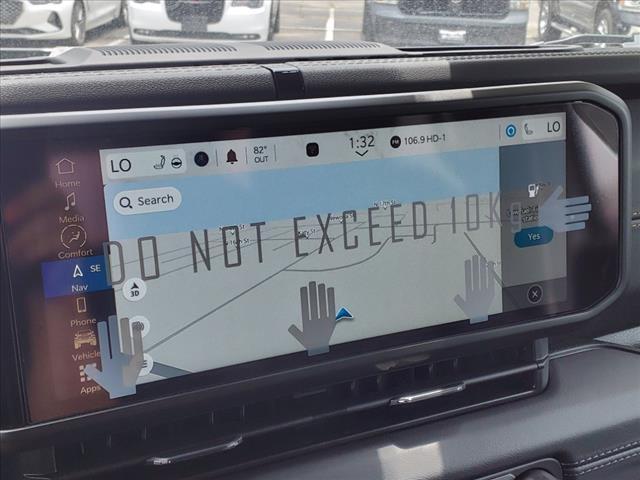 LO
82°
OUT
1:32
106.9 HD-1
LO
Home
Search
Media
Comfort
DO NOT EXCEED 10Kg
SE
Nav
3D
Yes
Phone
Vehicle
Apps